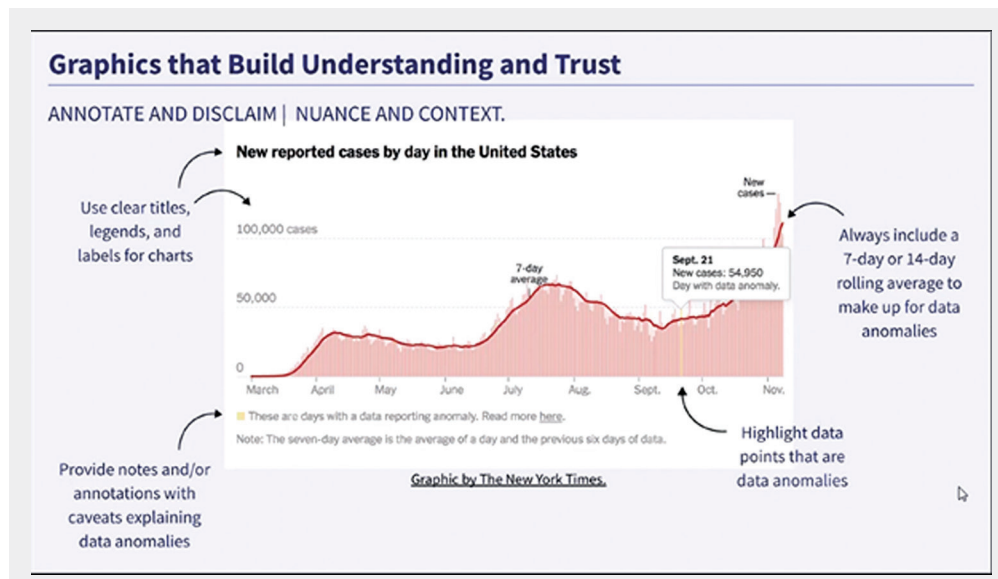 Graphics that Build Understanding and Trust
ANNOTATE AND DISCLAIM | NUANCE AND CONTEXT.
New reported cases by day in the United States
Use clear titles,
legends, and
labels for charts
New
cases
100,000 cases
Always include a
7-day or 14-day
rolling average to
make up for data
anomalies
Sept. 21
New cases: 54,950
Day with data anomaly.
7-day
average
50,000
0
March April May June July Aug. Sept. Oct. Nov.
These are days with a data reporting anomaly. Read more here.
Note: The seven-day average is the average of a day and the previous six days of data.
Provide notes and/or
annotations with
caveats explaining
data anomalies
Highlight data
points that are
data anomalies
Graphic by The New York Times.